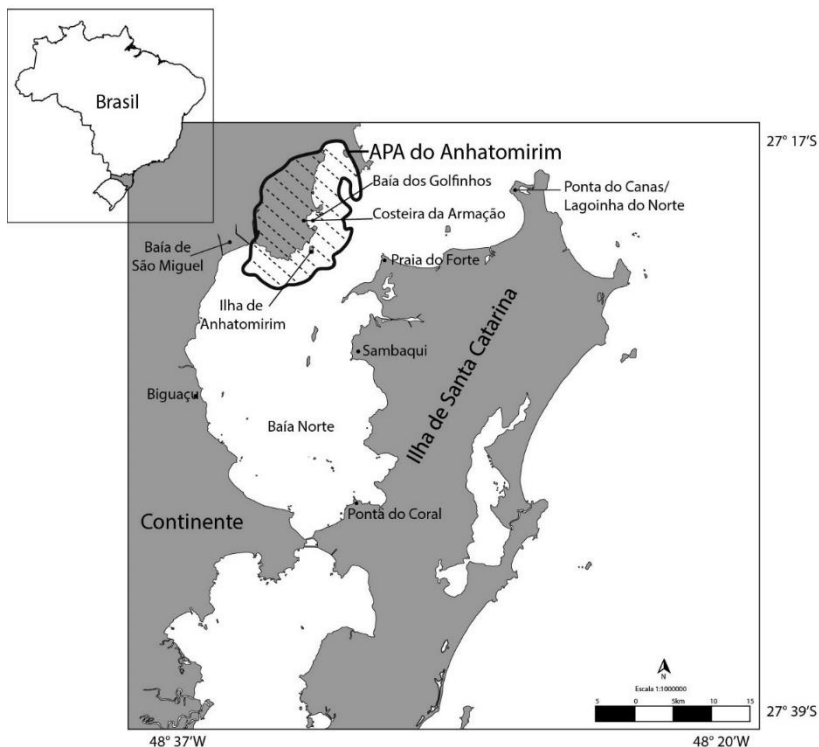 Brasil
27° 17'S
APA do Anhatomirim
Baía dos Golfinhos
Ponta do Canas/
Lagoinha do Norte
Costeira da Armação
Baía de
São Miguel
Praia do Forte
Ilha de
Anhatomirim
Ilha de Santa Catarina
Sambaqui
Biguaçu
Baía Norte
Ponta do Coral
Continente
N
Escala 1:1000000
5 0 5km 10 15
27° 39'S
48° 37'W
48° 20'W